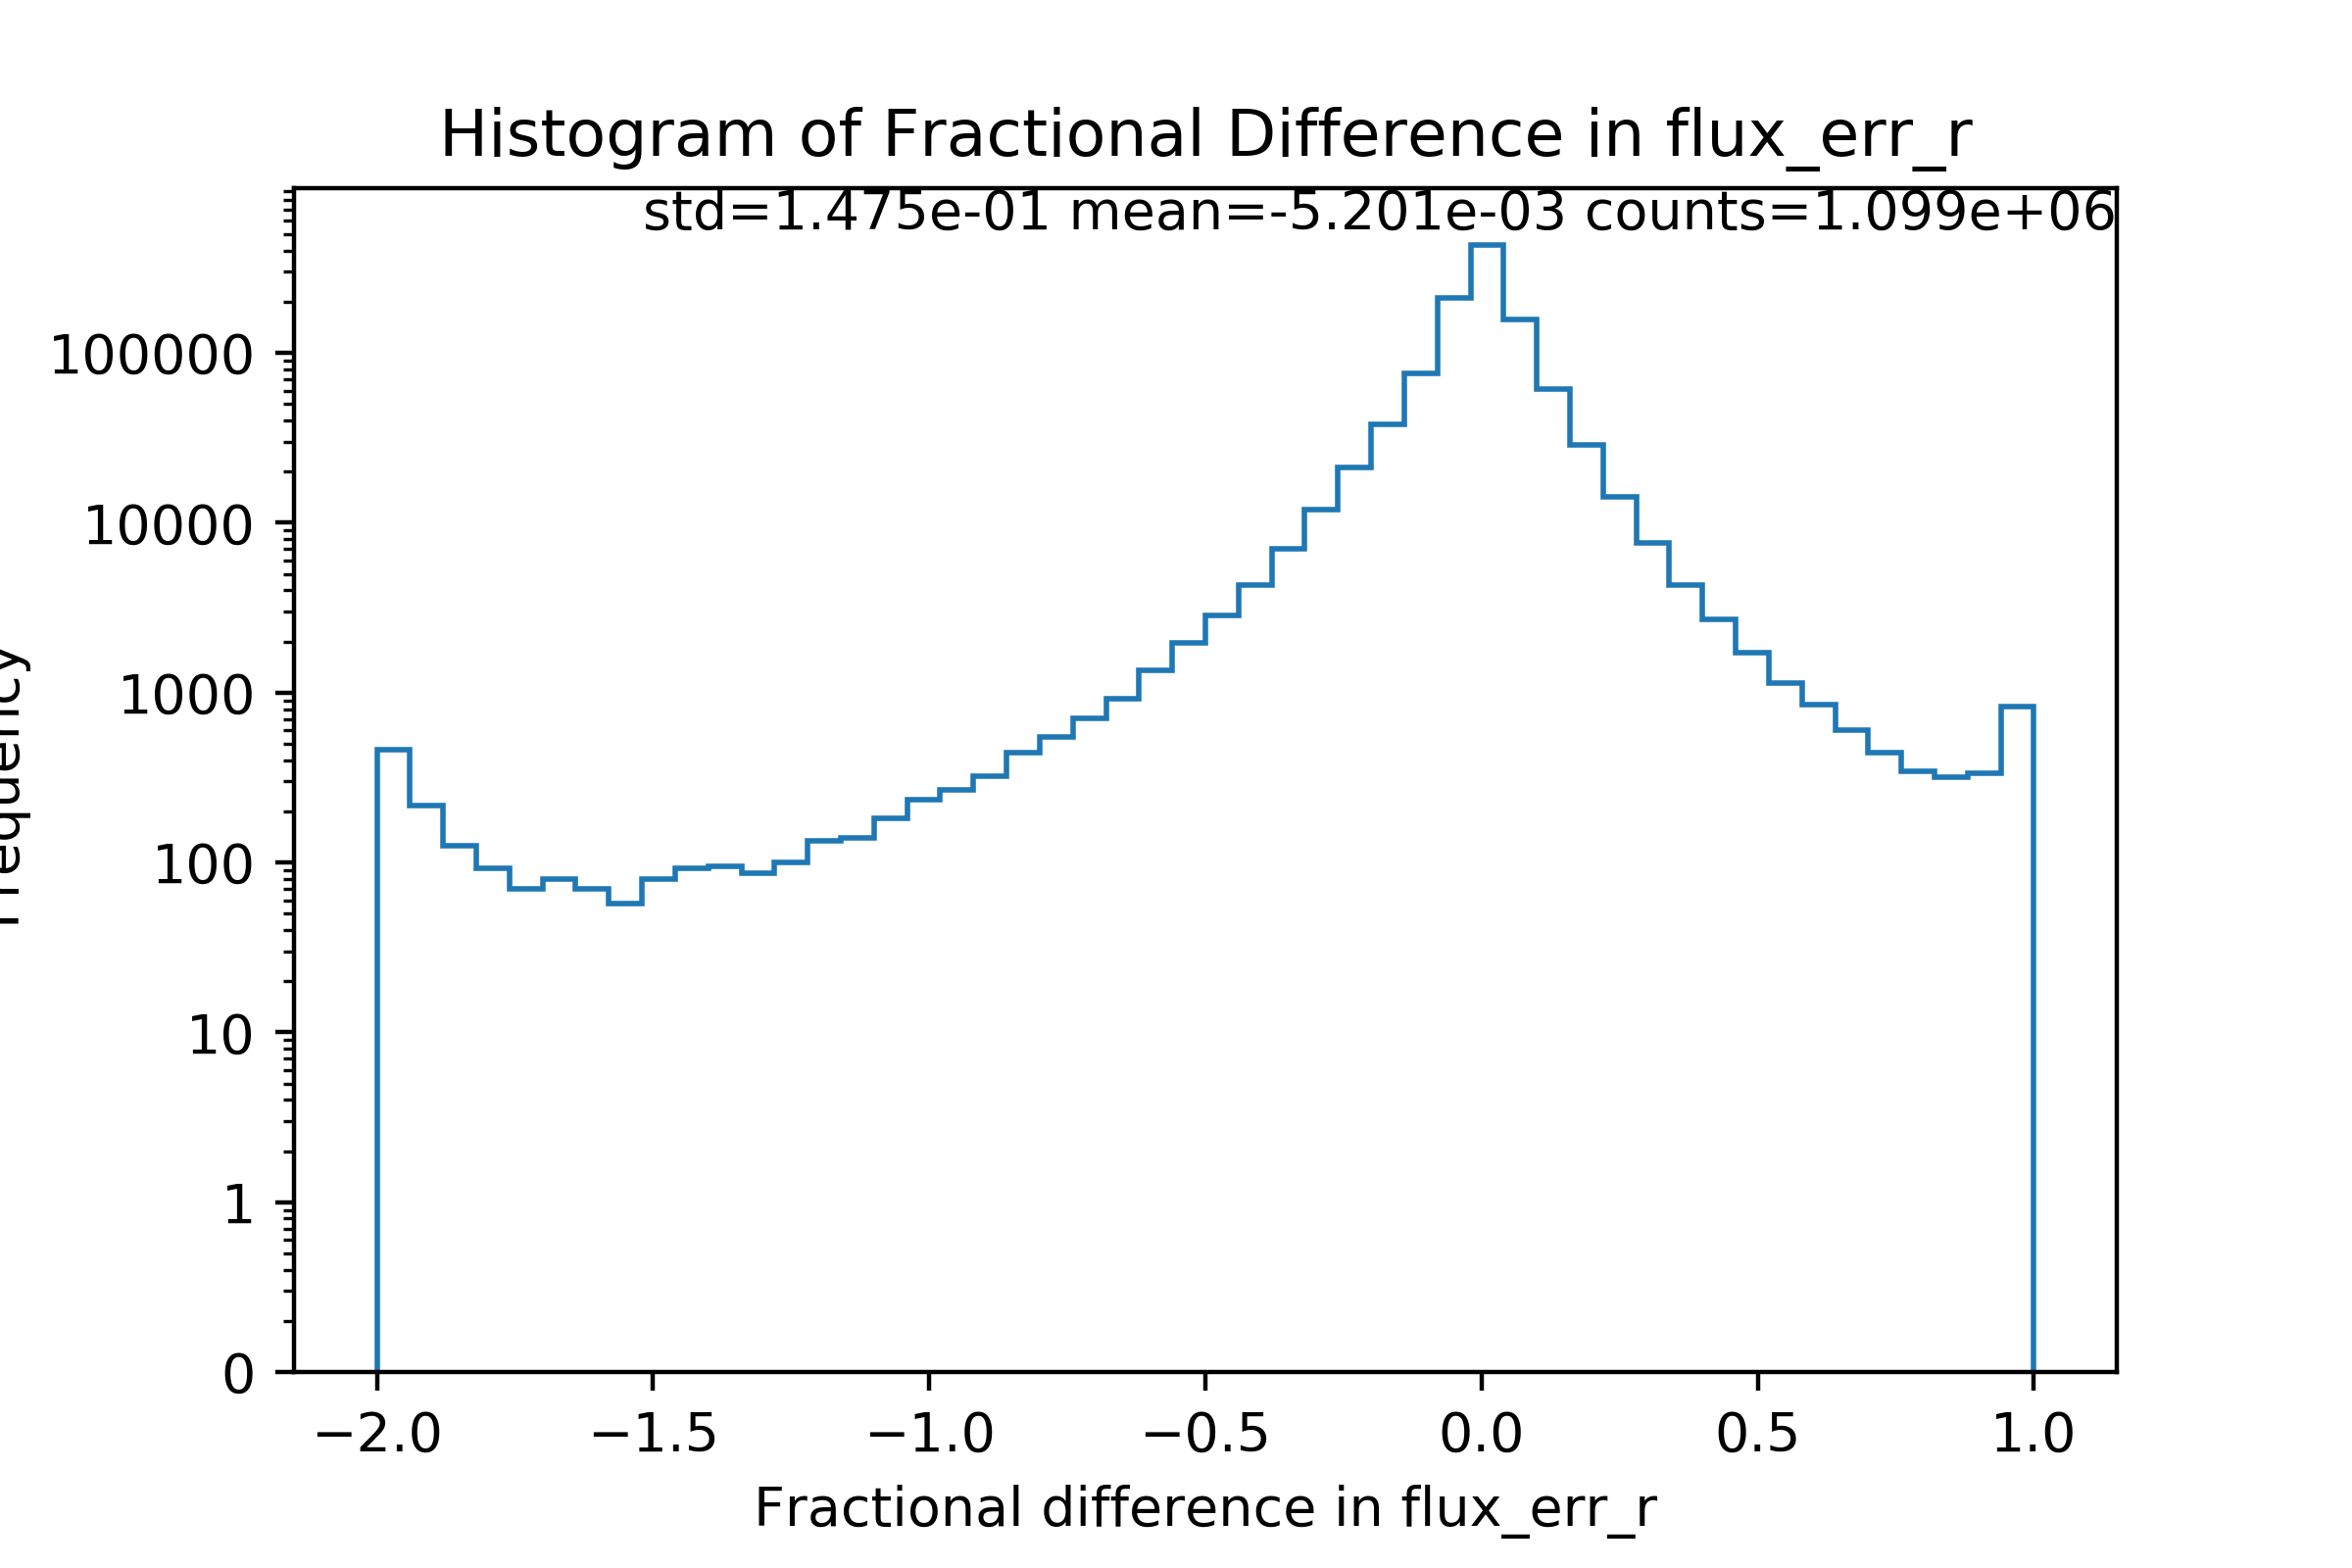 Histogram of Fractional Difference in flux_err_r
std=1.475e-01 mean=-5.201e-03 counts=1.099e+06
100000
10000
1000
100
10
1
0
Frequency
−2.0 −1.5 −1.0 −0.5 0.0 0.5 1.0
Fractional difference in flux_err_r